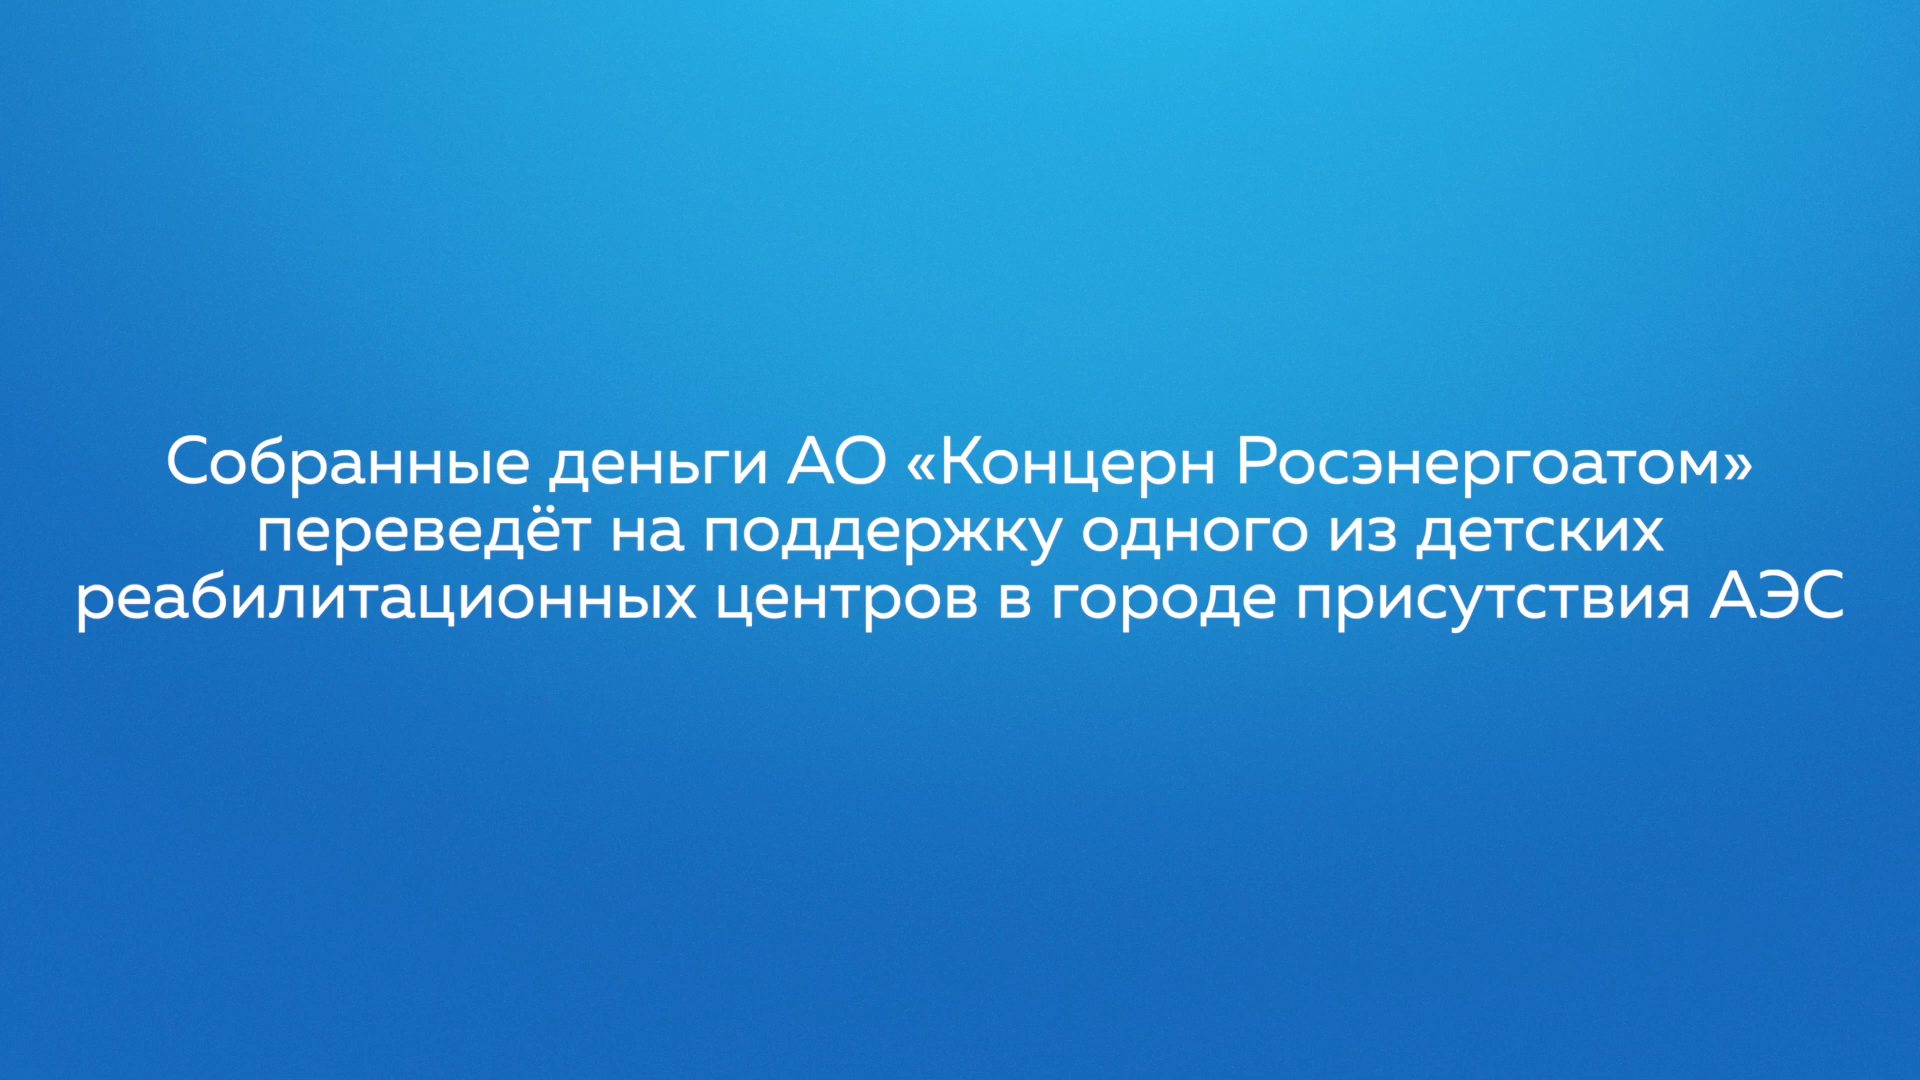 Собранные деньги АО «Концерн Росэнергоатом»
переведёт на поддержку одного из детских
реабилитационных центров в городе присутствия АЭС